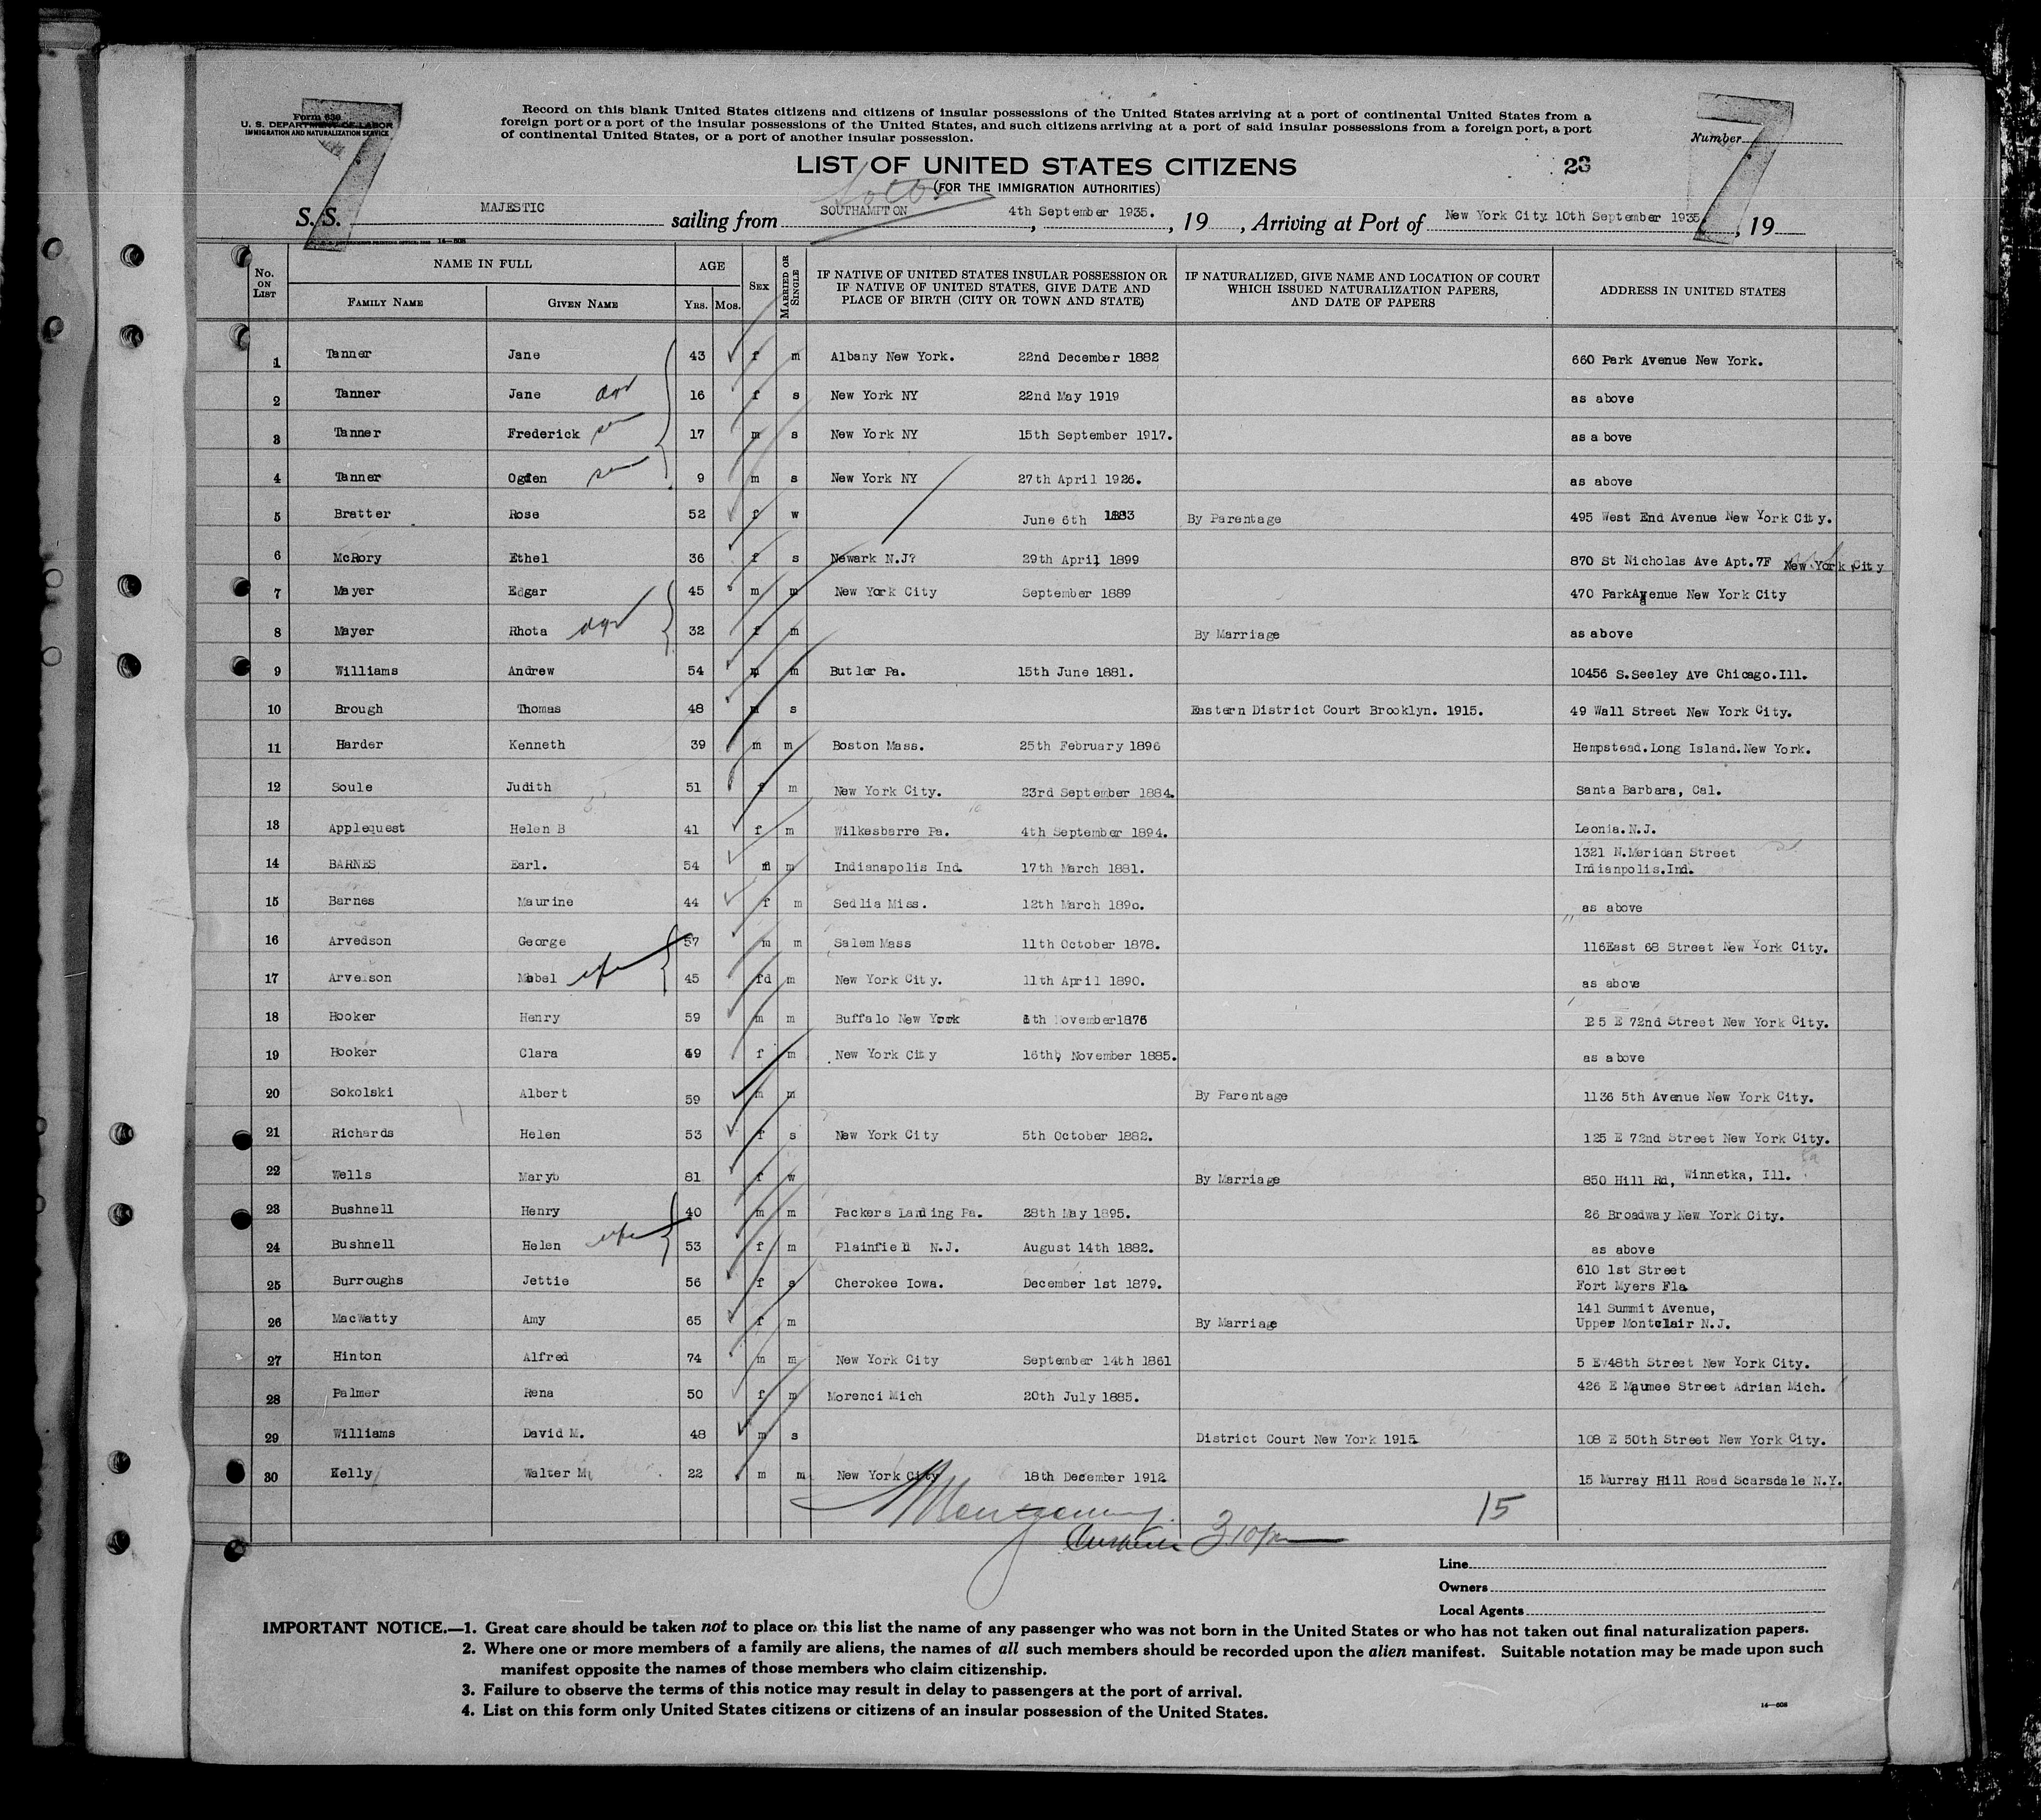 Form 630
U. S. DEPARTMENT OF LABOR
IMMIGRATION AND NATURALIZATION SERVICE
Record on this blank United States citizens and citizens of insular possessions of the United States arriving at a port of continental United States from a
foreign port or a port of the insular possessions of the United States, and such citizens arriving at a port of said insular possessions from a foreign port, a port
of continental United States, or a port of another insular possession.
7
7
Number
LIST OF UNITED STATES CITIZENS
(FOR THE IMMIGRATION AUTHORITIES)
23
S. S. MAJESTIC sailing from SOUTHAMPTON, 4th September 1935., 19, Arriving at Port of New York City 10th September 1935, 19
14—608
No. ON LIST NAME IN FULL AGE SEX MARRIED OR SINGLE IF NATIVE OF UNITED STATES INSULAR POSSESSION OR IF NATIVE OF UNITED STATES, GIVE DATE AND PLACE OF BIRTH (CITY OR TOWN AND STATE) IF NATURALIZED, GIVE NAME AND LOCATION OF COURT WHICH ISSUED NATURALIZATION PAPERS, AND DATE OF PAPERS ADDRESS IN UNITED STATES
FAMILY NAME GIVEN NAME YRS. MOS.
1 Tanner Jane 43 f m Albany New York. 22nd December 1882 660 Park Avenue New York.
2 Tanner Jane 16 f s New York NY 22nd May 1919 as above
3 Tanner Frederick son 17 m s New York NY 15th September 1917. as a bove
4 Tanner Ogden son 9 m s New York NY 27th April 1926. as above
5 Bratter Rose 52 f w June 6th 1883 By Parentage 495 West End Avenue New York City.
6 McRory Ethel 36 f s Newark N.J? 29th April 1899 870 St Nicholas Ave Apt.7F New York City
7 Mayer Edgar 45 m m New York City September 1889 470 ParkAvenue New York City
8 Mayer Rhota 32 f m By Marriage as above
9 Williams Andrew 54 m m Butler Pa. 15th June 1881. 10456 S.Seeley Ave Chicago.Ill.
10 Brough Thomas 48 m s Eastern District Court Brooklyn. 1915. 49 Wall Street New York City.
11 Harder Kenneth 39 m m Boston Mass. 25th February 1896 Hempstead.Long Island.New York.
12 Soule Judith 51 f m New York City. 23rd September 1884. Santa Barbara, Cal.
13 Applequest Helen B 41 f m Wilkesbarre Pa. 4th September 1894. Leonia.N.J.
14 BARNES Earl. 54 m m Indianapolis Ind. 17th March 1881. 1321 N.Meridan Street
Indianpolis.Ind.
15 Barnes Maurine 44 f m Sedlia Miss. 12th March 1890. as above
16 Arvedson George 57 m m Salem Mass 11th October 1878. 116East 68 Street New York City.
17 Arvelson Mabel wife 45 fd m New York City. 11th April 1890. as above
18 Hooker Henry 59 m m Buffalo New York November1876 125 E 72nd Street New York City.
19 Hooker Clara 49 f m New York City 16th November 1885. as above
20 Sokolski Albert 59 m m By Parentage 1136 5th Avenue New York City.
21 Richards Helen 53 f s New York City 5th October 1882. 125 E 72nd Street New York City.
22 Wells Mary 81 f w By Marriage 850 Hill Rd, Winnetka, Ill.
23 Bushnell Henry 40 m m Packers Landing Pa. 28th May 1895. 26 Broadway New York City.
24 Bushnell Helen wife 53 f m Plainfield N.J. August 14th 1882. as above
25 Burroughs Jettie 56 f s Cherokee Iowa. December 1st 1879. 610 1st Street
Fort Myers Fla
26 MacWatty Amy 65 f m By Marriage 141 Summit Avenue,
Upper Montclair N.J.
27 Hinton Alfred 74 m m New York City September 14th 1861 5 E 48th Street New York City.
28 Palmer Rena 50 f m Morenci Mich 20th July 1885. 426 E Maumee Street Adrian Mich.
29 Williams David M. 48 m s District Court New York 1915 108 E 50th Street New York City.
30 Kelly Walter M. 22 m m New York City 18th December 1912 15 Murray Hill Road Scarsdale N.Y.
15
3 10 pm
Line
Owners
Local Agents
IMPORTANT NOTICE.—1. Great care should be taken not to place on this list the name of any passenger who was not born in the United States or who has not taken out final naturalization papers.
2. Where one or more members of a family are aliens, the names of all such members should be recorded upon the alien manifest. Suitable notation may be made upon such
manifest opposite the names of those members who claim citizenship.
3. Failure to observe the terms of this notice may result in delay to passengers at the port of arrival.
4. List on this form only United States citizens or citizens of an insular possession of the United States.
14—608